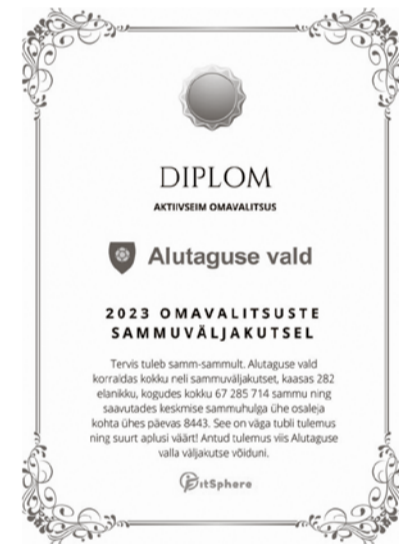 DIPLOM
AKTIIVSEIM OMAVALITSUS
Alutaguse vald
2023 OMAVALITSUSTE
SAMMUVÄLJAKUTSEL
Tervis tuleb samm-sammult. Alutaguse vald
korraldas kokku neli sammuväljakutset, kaasas 282
elanikku, kogudes kokku 67 285 714 sammu ning
saavutades keskmise sammuhulga ühe osaleja
kohta ühes päevas 8443. See on väga tubli tulemus
ning suurt aplusi väärt! Antud tulemus viis Alutaguse
valla väljakutse võiduni.
FitSphere